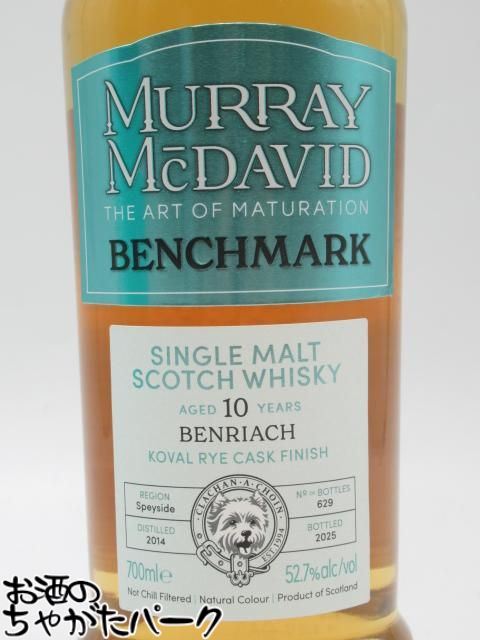 MURRAY
McDAVID
THE ART OF MATURATION
BENCHMARK
SINGLE MALT
SCOTCH WHISKY
AGED 10 YEARS
BENRIACH
KOVAL RYE CASK FINISH
REGION
Speyside
DISTILLED
2014
CLACHAN·A·CHOIN
EST.1994
Nº OF BOTTLES
629
BOTTLED
2025
700ml℮
52.7%alc/vol
Not Chill Filtered | Natural Colour | Product of Scotland
お酒の
ちゃがたパーク